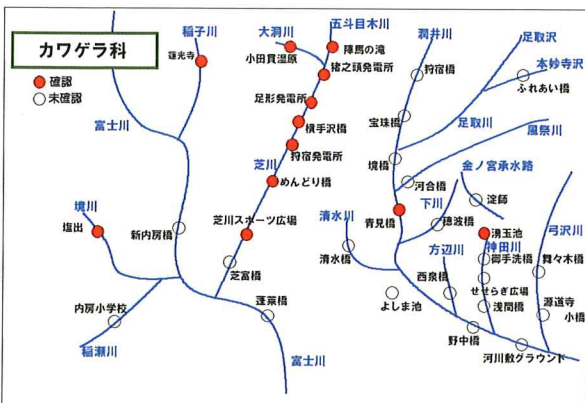 カワゲラ科
確認
未確認
稲子川
蓮光寺
大洞川
小田貫湿原
五斗目木川
陣馬の滝
猪之頭発電所
足形発電所
横手沢橋
狩宿発電所
芝川
めんどり橋
芝川スポーツ広場
芝富橋
蓬莱橋
富士川
富士川
境川
塩出
新内房橋
内房小学校
稲瀬川
潤井川
狩宿橋
宝珠橋
境橋
河合橋
青見橋
足取沢
本妙寺沢
ふれあい橋
足取川
風祭川
金ノ宮承水路
淀師
下川
穂波橋
清水川
清水橋
よしま池
方辺川
西泉橋
野中橋
湧玉池
神田川
御手洗橋
せせらぎ広場
浅間橋
弓沢川
舞々木橋
源道寺
小橋
河川敷グラウンド